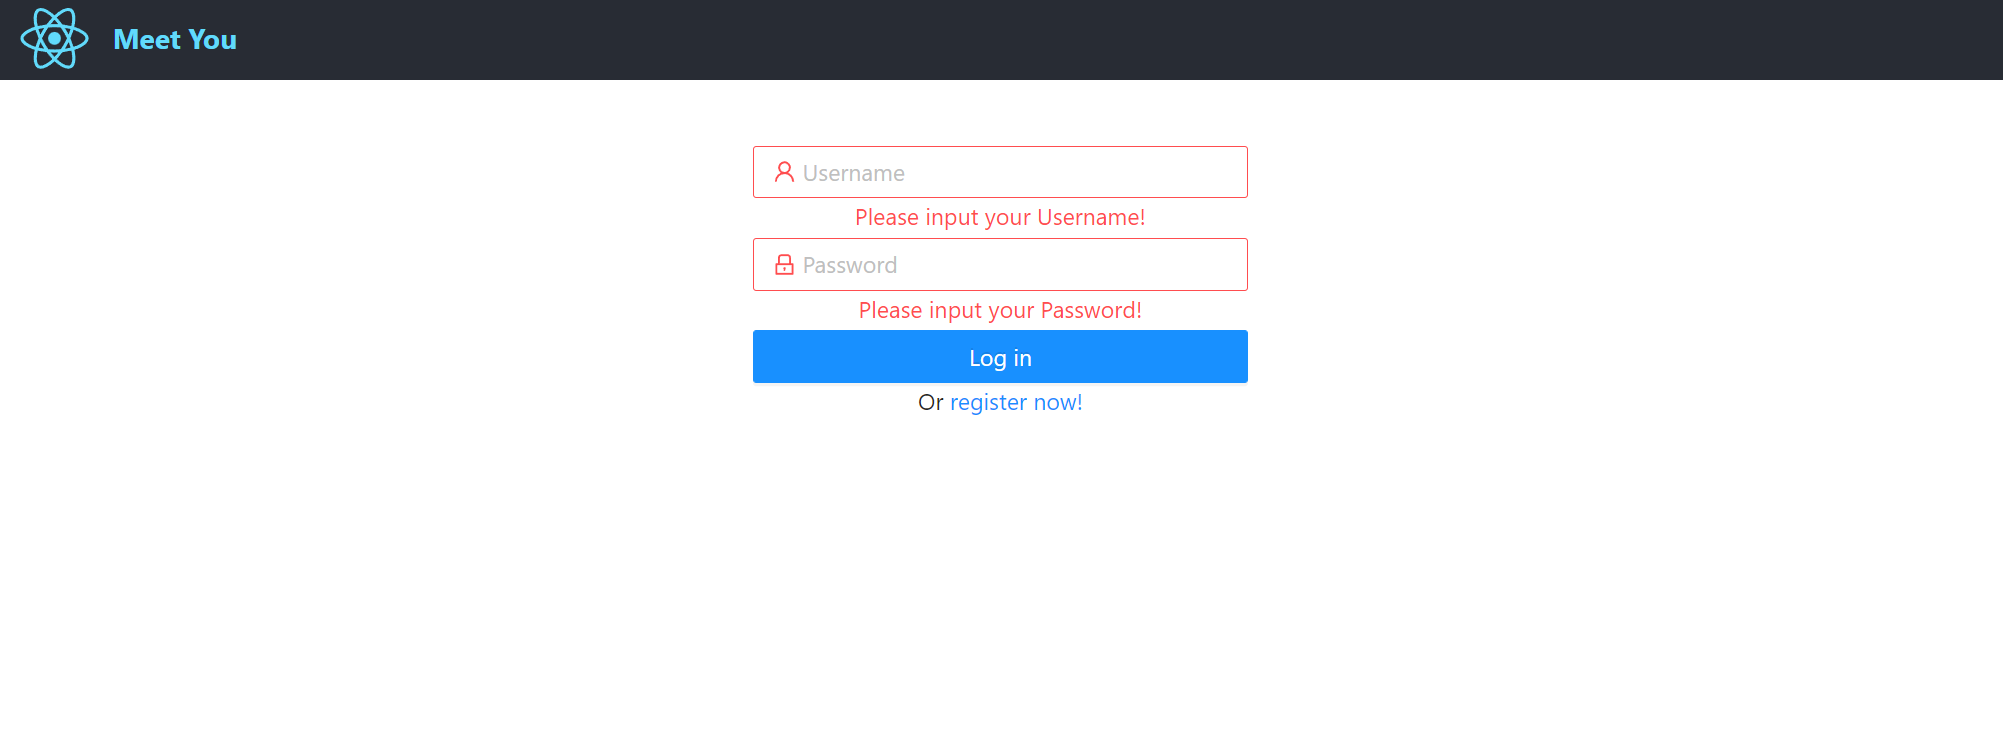 Meet You
Username
Please input your Username!
Password
Please input your Password!
Log in
Or register now!